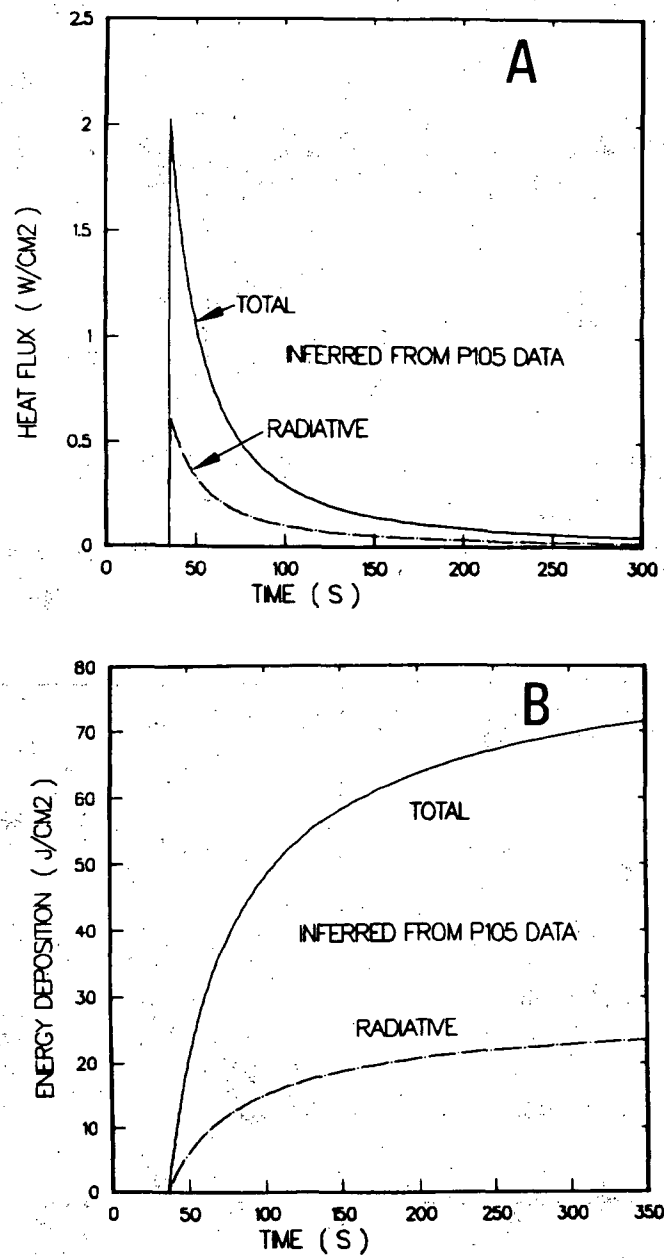 A
2.5
2
1.5
1
0.5
0
HEAT FLUX ( W/CM2 )
TOTAL
INFERRED FROM P105 DATA
RADIATIVE
0 50 100 150 200 250 300
TIME ( S )
B
80
70
60
50
40
30
20
10
0
ENERGY DEPOSITION ( J/CM2 )
TOTAL
INFERRED FROM P105 DATA
RADIATIVE
0 50 100 150 200 250 300 350
TIME ( S )